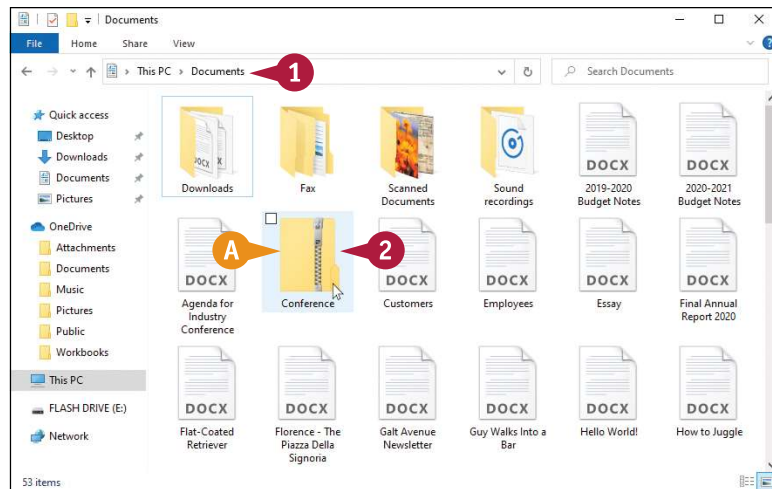 Documents
File Home Share View
This PC > Documents
Search Documents
1
Quick access
Desktop
Downloads
Documents
Pictures
OneDrive
Attachments
Documents
Music
Pictures
Public
Workbooks
This PC
FLASH DRIVE (E:)
Network
DOCX
Downloads
Fax
Scanned
Documents
Sound
recordings
DOCX
2019-2020
Budget Notes
DOCX
2020-2021
Budget Notes
DOCX
Agenda for
Industry
Conference
A
2
Conference
DOCX
Customers
DOCX
Employees
DOCX
Essay
DOCX
Final Annual
Report 2020
DOCX
Flat-Coated
Retriever
DOCX
Florence - The
Piazza Della
Signoria
DOCX
Galt Avenue
Newsletter
DOCX
Guy Walks Into a
Bar
DOCX
Hello World!
DOCX
How to Juggle
53 items